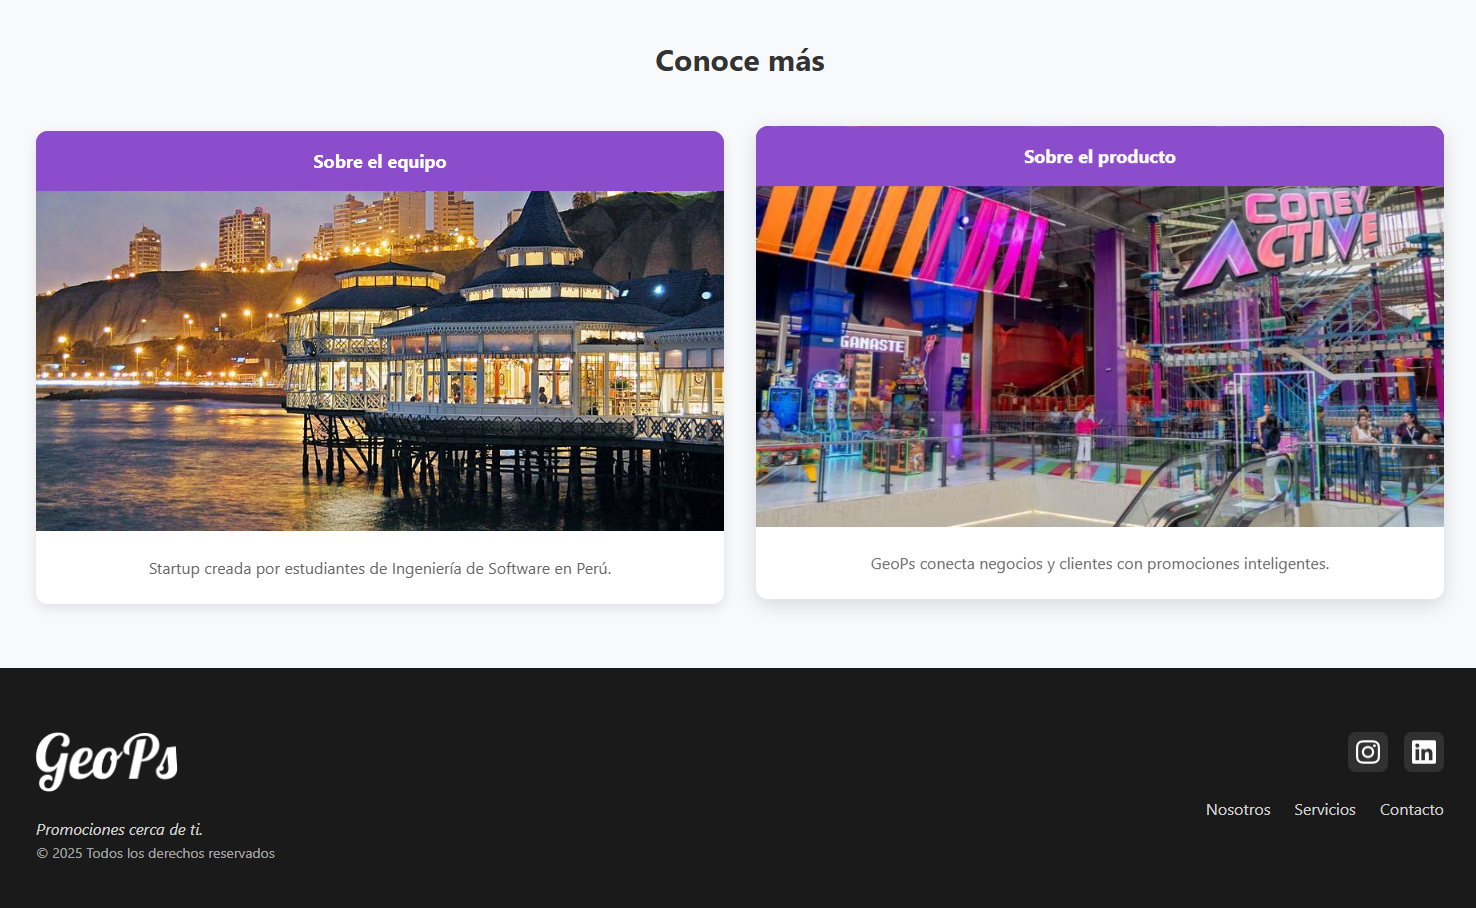 Conoce más
Sobre el equipo
Startup creada por estudiantes de Ingeniería de Software en Perú.
Sobre el producto
CONEY
ACTIVE
GANASTE
GeoPs conecta negocios y clientes con promociones inteligentes.
GeoPs
Promociones cerca de ti.
© 2025 Todos los derechos reservados
in
Nosotros Servicios Contacto